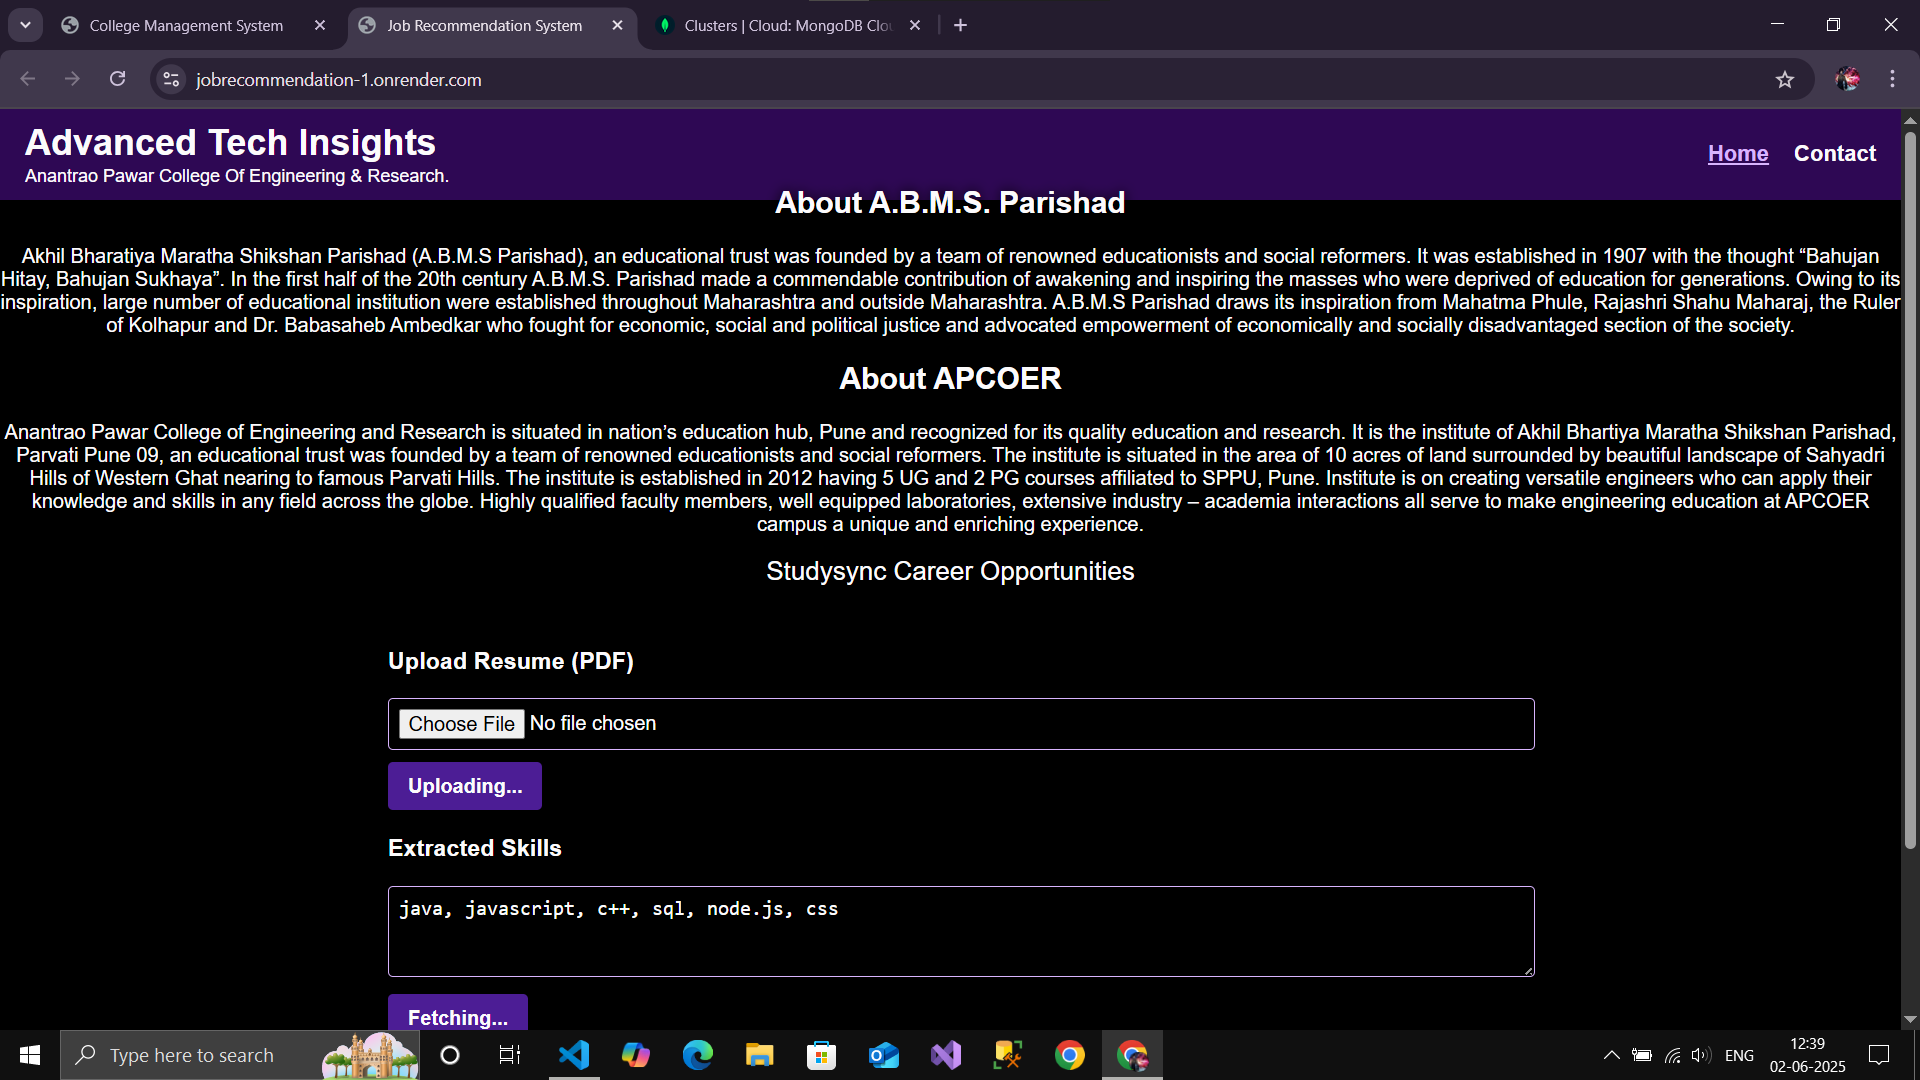 College Management System
Job Recommendation System
Clusters | Cloud: MongoDB Clo
jobrecommendation-1.onrender.com
Advanced Tech Insights
Anantrao Pawar College Of Engineering & Research.
Home
Contact
About A.B.M.S. Parishad
Akhil Bharatiya Maratha Shikshan Parishad (A.B.M.S Parishad), an educational trust was founded by a team of renowned educationists and social reformers. It was established in 1907 with the thought “Bahujan
Hitay, Bahujan Sukhaya”. In the first half of the 20th century A.B.M.S. Parishad made a commendable contribution of awakening and inspiring the masses who were deprived of education for generations. Owing to its
inspiration, large number of educational institution were established throughout Maharashtra and outside Maharashtra. A.B.M.S Parishad draws its inspiration from Mahatma Phule, Rajashri Shahu Maharaj, the Ruler
of Kolhapur and Dr. Babasaheb Ambedkar who fought for economic, social and political justice and advocated empowerment of economically and socially disadvantaged section of the society.
About APCOER
Anantrao Pawar College of Engineering and Research is situated in nation’s education hub, Pune and recognized for its quality education and research. It is the institute of Akhil Bhartiya Maratha Shikshan Parishad,
Parvati Pune 09, an educational trust was founded by a team of renowned educationists and social reformers. The institute is situated in the area of 10 acres of land surrounded by beautiful landscape of Sahyadri
Hills of Western Ghat nearing to famous Parvati Hills. The institute is established in 2012 having 5 UG and 2 PG courses affiliated to SPPU, Pune. Institute is on creating versatile engineers who can apply their
knowledge and skills in any field across the globe. Highly qualified faculty members, well equipped laboratories, extensive industry – academia interactions all serve to make engineering education at APCOER
campus a unique and enriching experience.
Studysync Career Opportunities
Upload Resume (PDF)
Choose File No file chosen
Uploading...
Extracted Skills
java, javascript, c++, sql, node.js, css
Fetching...
Type here to search
ENG
12:39
02-06-2025